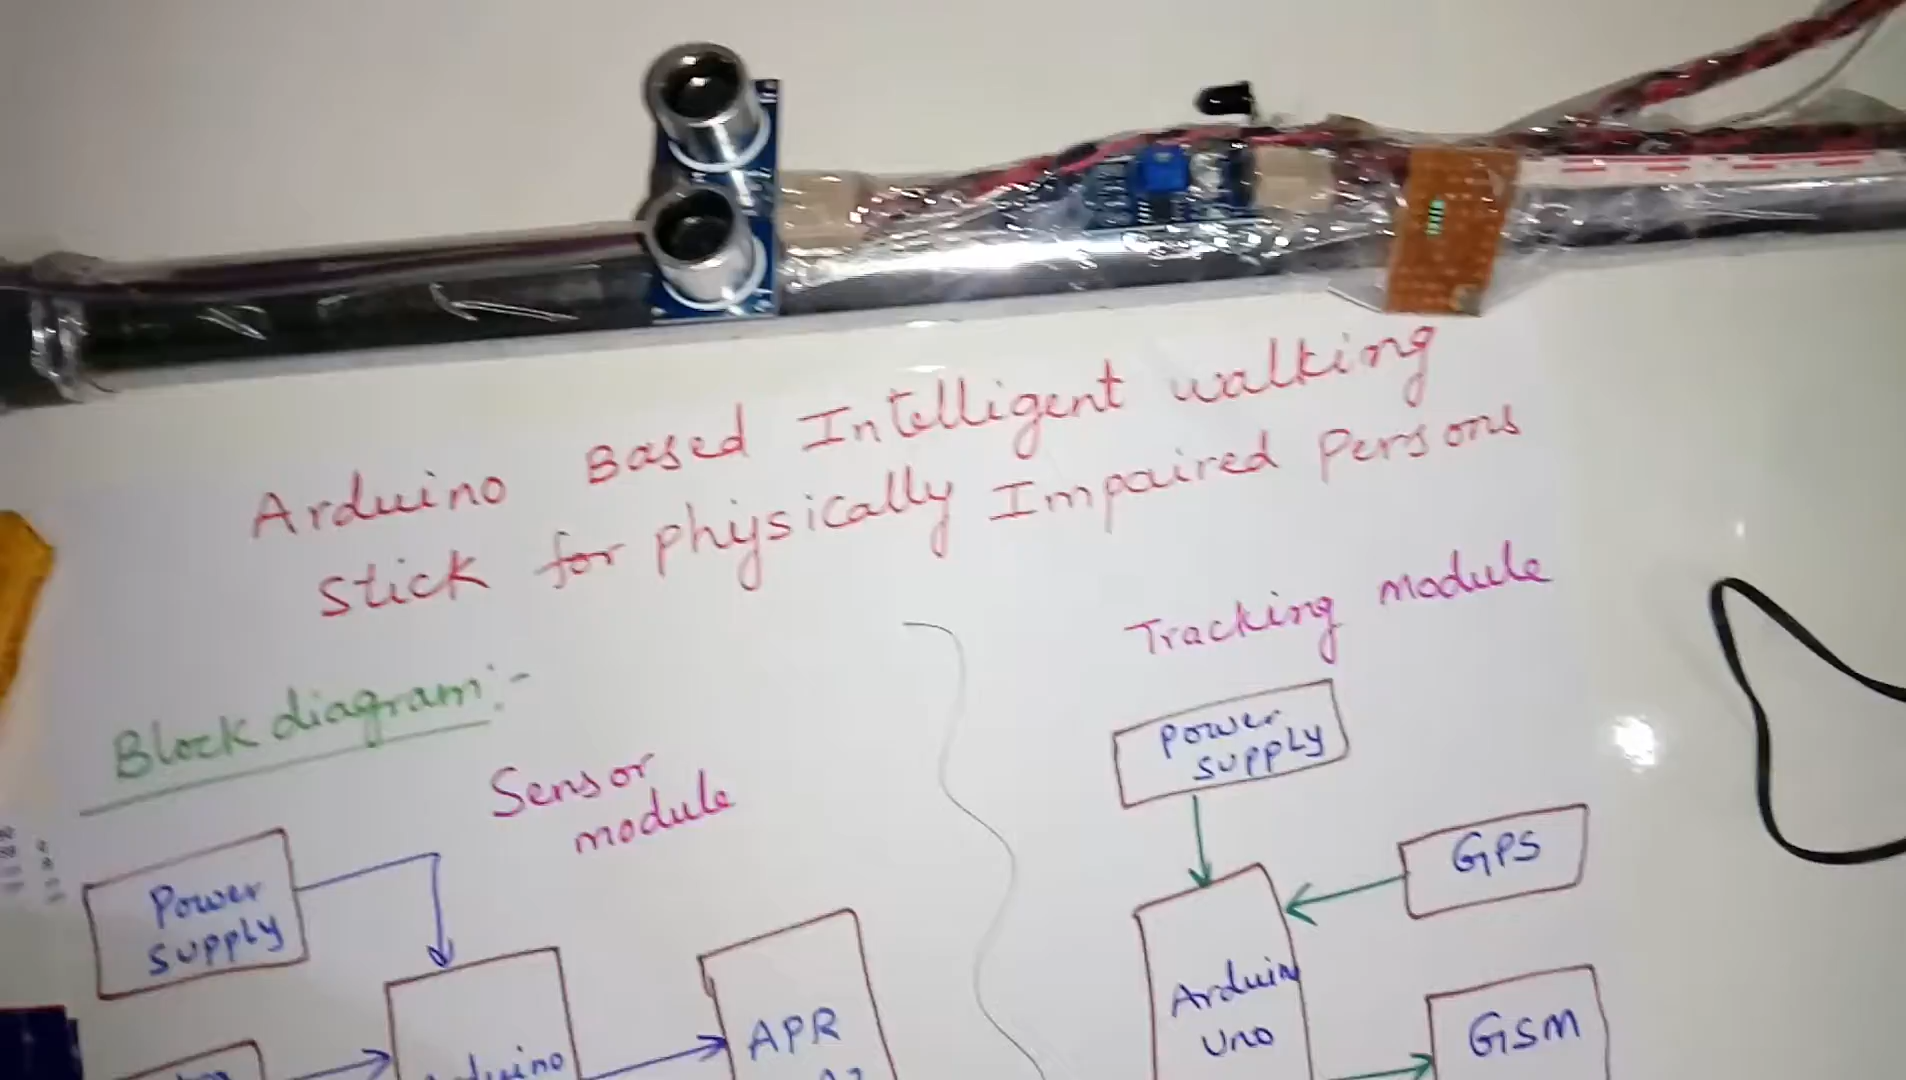 Arduino Based Intelligent walking
stick for physically Impaired Persons
Block diagram:-
Sensor
module
Power
supply
APR
Tracking module
Power
supply
GPS
Arduino
Uno
GSM